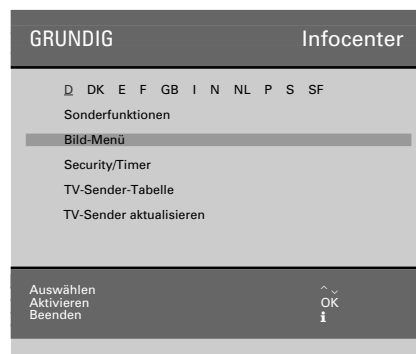 GRUNDIG Infocenter
D DK E F GB I N NL P S SF
Sonderfunktionen
Bild-Menü
Security/Timer
TV-Sender-Tabelle
TV-Sender aktualisieren
Auswählen
Aktivieren OK
Beenden i